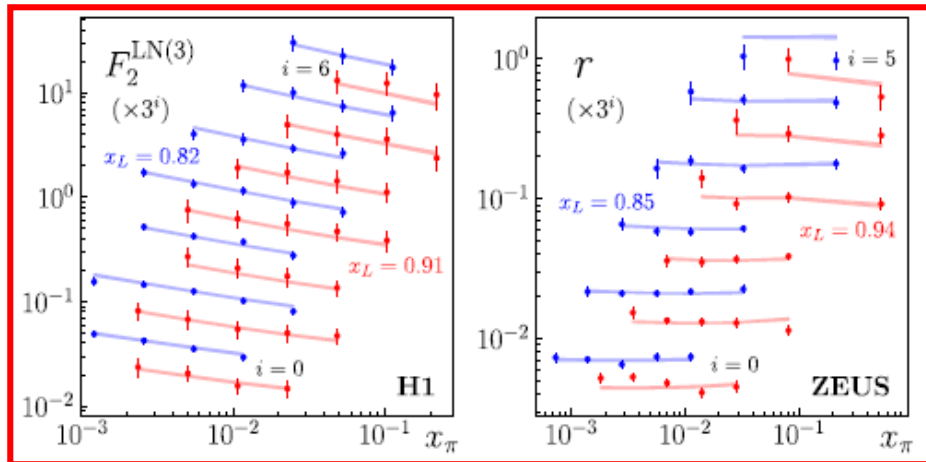 F_2^{LN(3)}
(×3^i)
i = 6
x_L = 0.82
x_L = 0.91
i = 0
H1
10^1
10^0
10^{-1}
10^{-2}
10^{-3}
10^{-2}
10^{-1}
x_π
r
(×3^i)
i = 5
x_L = 0.85
x_L = 0.94
i = 0
ZEUS
10^0
10^{-1}
10^{-2}
10^{-3}
10^{-2}
10^{-1}
x_π